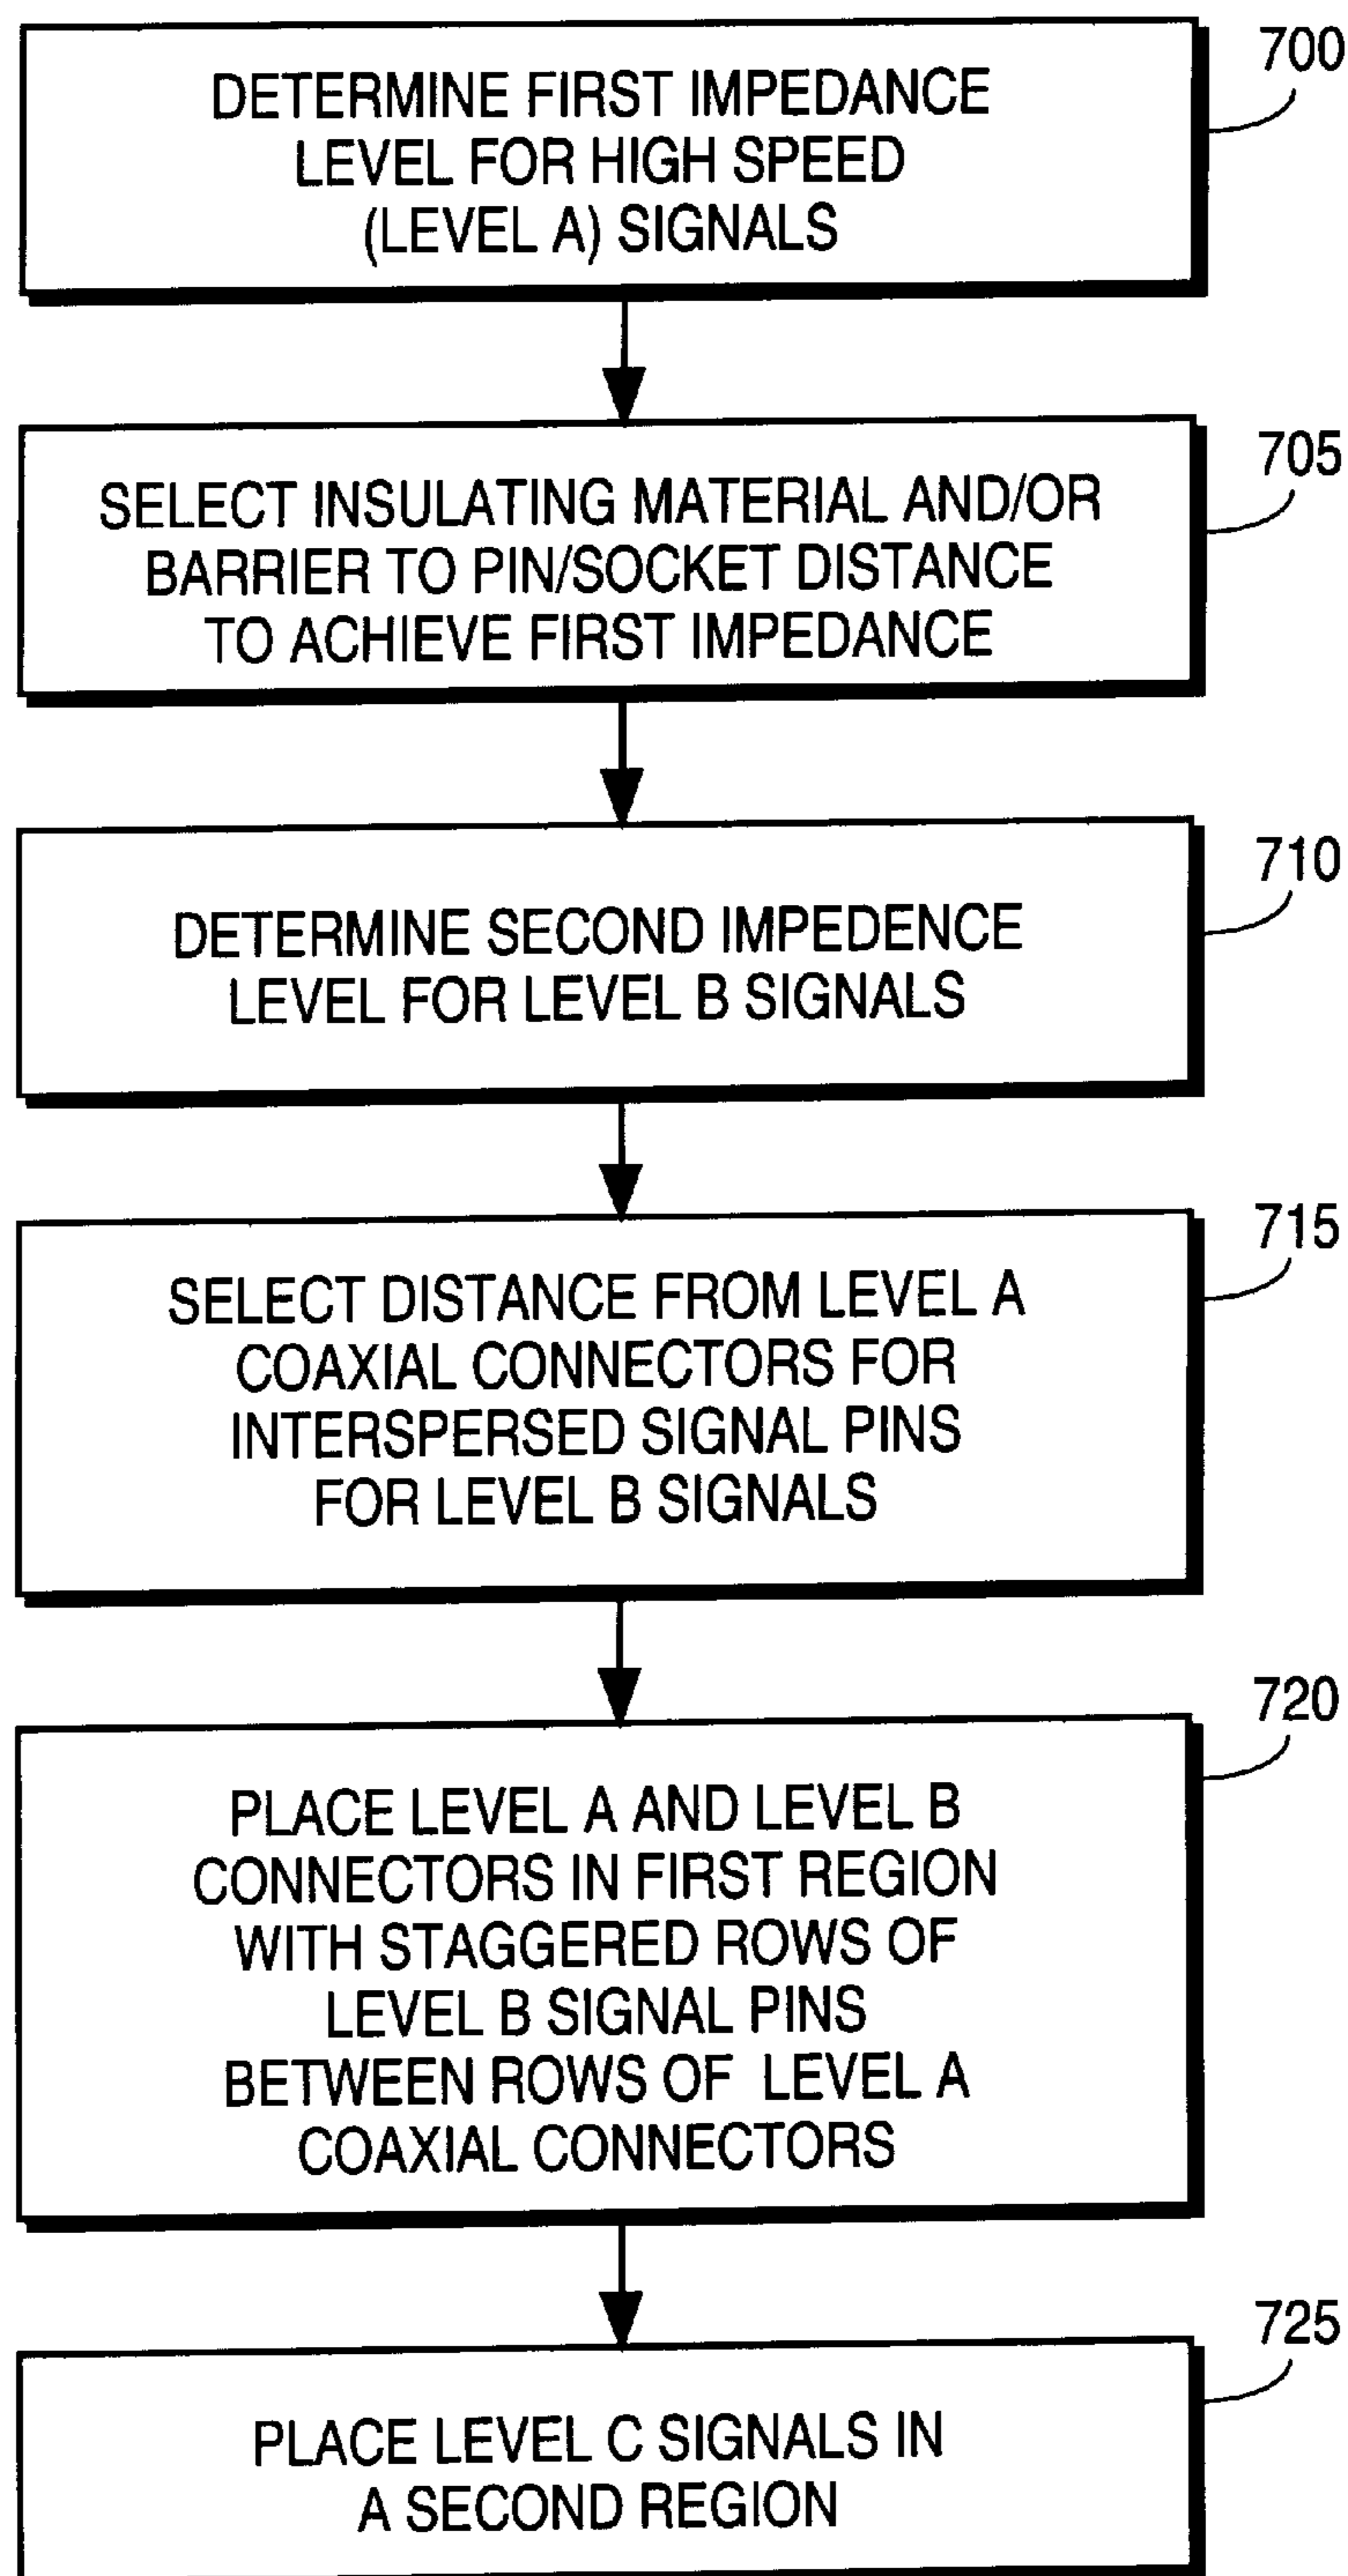 700
DETERMINE FIRST IMPEDANCE
LEVEL FOR HIGH SPEED
(LEVEL A) SIGNALS
705
SELECT INSULATING MATERIAL AND/OR
BARRIER TO PIN/SOCKET DISTANCE
TO ACHIEVE FIRST IMPEDANCE
710
DETERMINE SECOND IMPEDENCE
LEVEL FOR LEVEL B SIGNALS
715
SELECT DISTANCE FROM LEVEL A
COAXIAL CONNECTORS FOR
INTERSPERSED SIGNAL PINS
FOR LEVEL B SIGNALS
720
PLACE LEVEL A AND LEVEL B
CONNECTORS IN FIRST REGION
WITH STAGGERED ROWS OF
LEVEL B SIGNAL PINS
BETWEEN ROWS OF LEVEL A
COAXIAL CONNECTORS
725
PLACE LEVEL C SIGNALS IN
A SECOND REGION